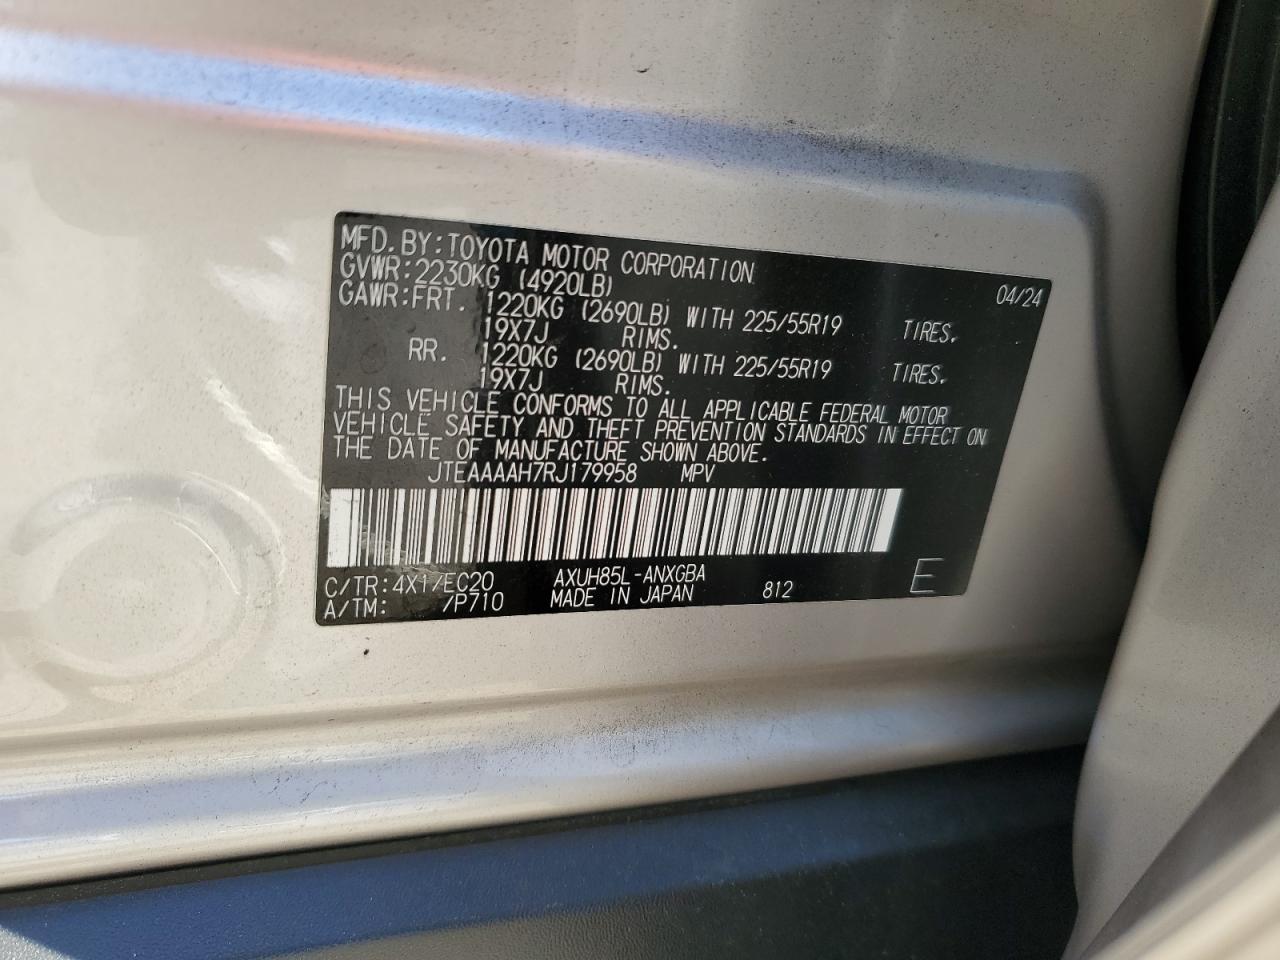 MFD. BY: TOYOTA MOTOR CORPORATION 04/24
GVWR: 2230KG (4920LB)
GAWR: FRT. 1220KG (2690LB) WITH 225/55R19 TIRES.
19X7J RIMS.
RR. 1220KG (2690LB) WITH 225/55R19 TIRES.
19X7J RIMS.
THIS VEHICLE CONFORMS TO ALL APPLICABLE FEDERAL MOTOR
VEHICLE SAFETY AND THEFT PREVENTION STANDARDS IN EFFECT ON
THE DATE OF MANUFACTURE SHOWN ABOVE.
JTEAAAAH7RJ179958 MPV
C/TR: 4X1/EC20 AXUH85L-ANXGBA
A/TM: /P710 MADE IN JAPAN 812 E